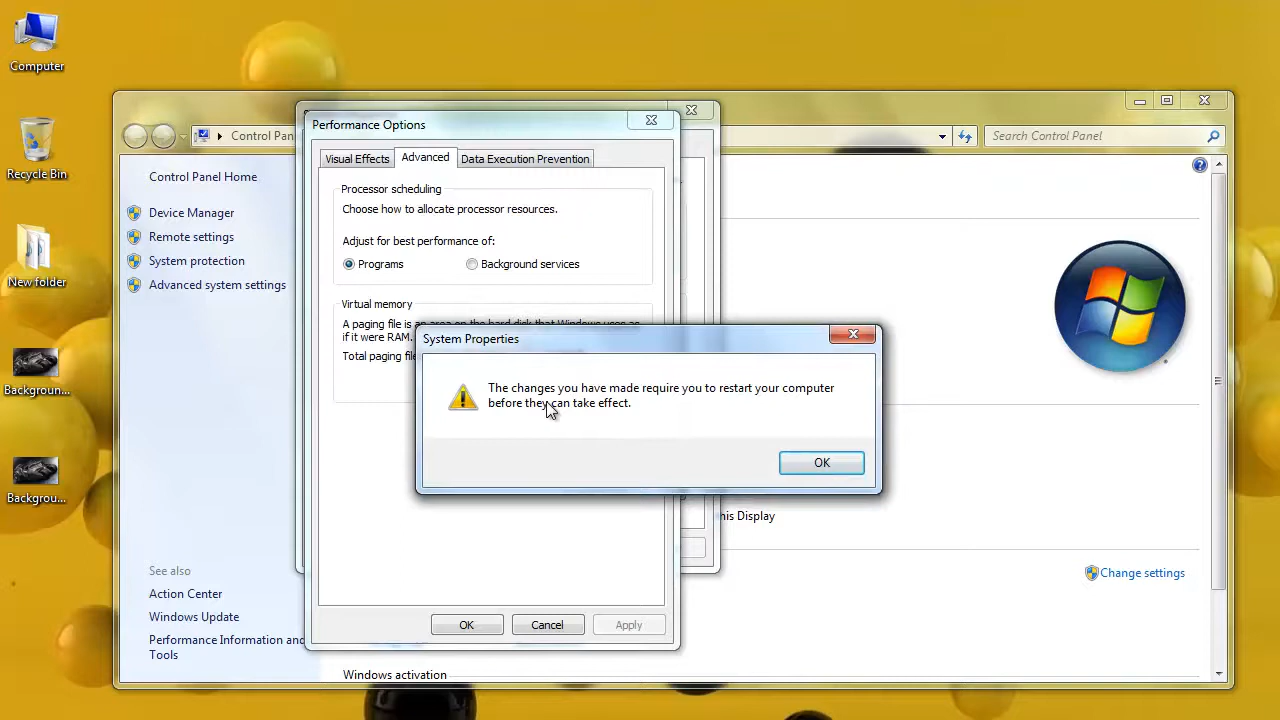 Computer
Recycle Bin
New folder
Backgroun...
Backgrou...
Control Pan
Search Control Panel
Control Panel Home
Device Manager
Remote settings
System protection
Advanced system settings
See also
Action Center
Windows Update
Performance Information and
Tools
Performance Options
Visual Effects
Advanced
Data Execution Prevention
Processor scheduling
Choose how to allocate processor resources.
Adjust for best performance of:
Programs
Background services
Virtual memory
A paging file is an area on the hard disk that Windows uses as
if it were RAM.
Total paging file
System Properties
The changes you have made require you to restart your computer
before they can take effect.
OK
OK
Cancel
Apply
his Display
Change settings
Windows activation